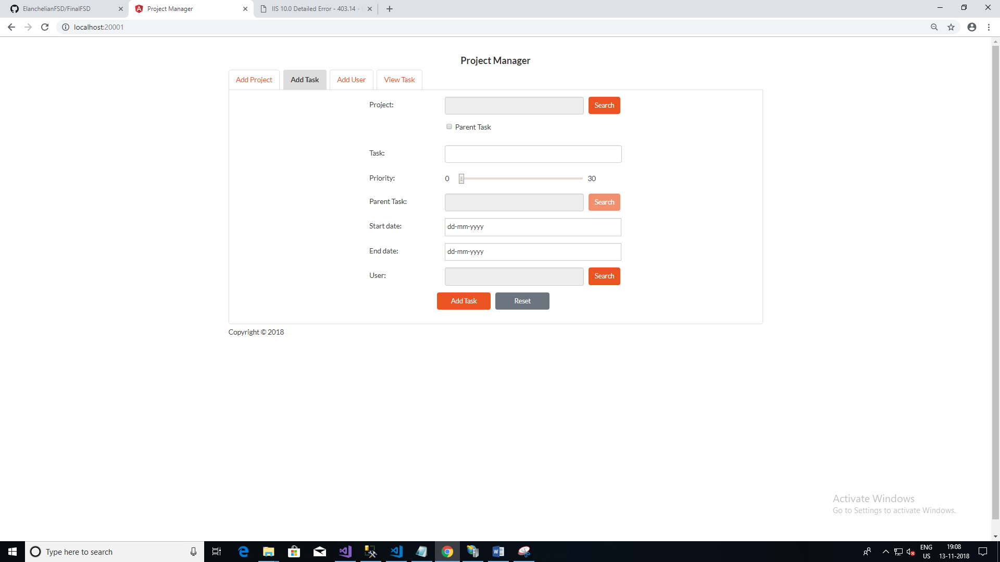 ElanchelianFSD/FinalFSD
Project Manager
IIS 10.0 Detailed Error - 403.14 -
localhost:20001
Project Manager
Add Project
Add Task
Add User
View Task
Project:
Search
Parent Task
Task:
Priority:
0
30
Parent Task:
Search
Start date:
dd-mm-yyyy
End date:
dd-mm-yyyy
User:
Search
Add Task
Reset
Copyright © 2018
Activate Windows
Go to Settings to activate Windows.
Type here to search
ENG
US
19:08
13-11-2018